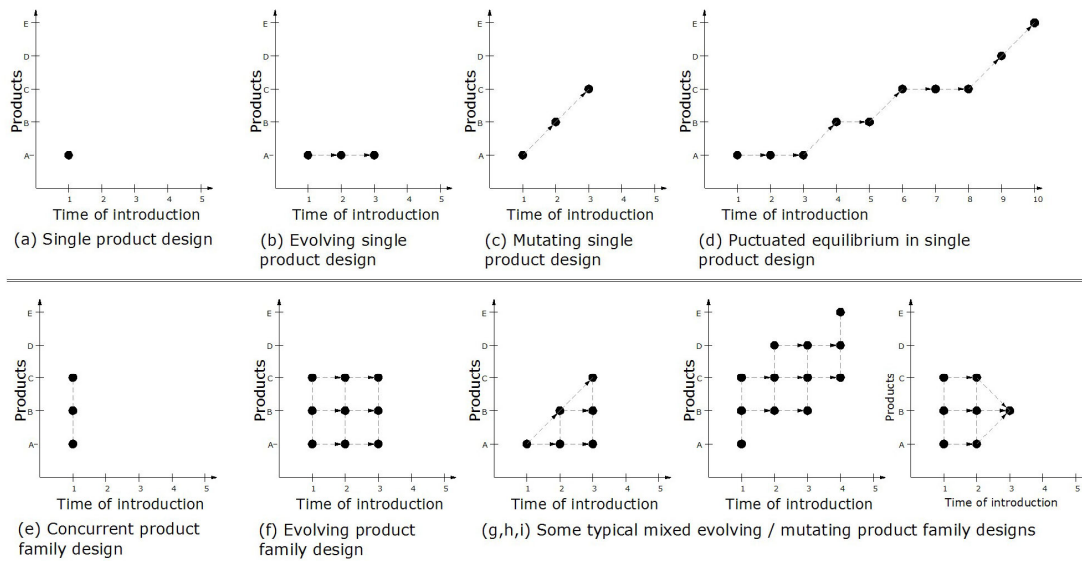 E
D
C
B
A
Products
1 2 3 4 5
Time of introduction
(a) Single product design
E
D
C
B
A
Products
1 2 3 4 5
Time of introduction
(b) Evolving single
product design
E
D
C
B
A
Products
1 2 3 4 5
Time of introduction
(c) Mutating single
product design
E
D
C
B
A
Products
1 2 3 4 5 6 7 8 9 10
Time of introduction
(d) Puctuated equilibrium in single
product design
E
D
C
B
A
Products
1 2 3 4 5
Time of introduction
(e) Concurrent product
family design
E
D
C
B
A
Products
1 2 3 4 5
Time of introduction
(f) Evolving product
family design
E
D
C
B
A
Products
1 2 3 4 5
Time of introduction
E
D
C
B
A
Products
1 2 3 4 5
Time of introduction
E
D
C
B
A
Products
1 2 3 4 5
Time of introduction
(g,h,i) Some typical mixed evolving / mutating product family designs